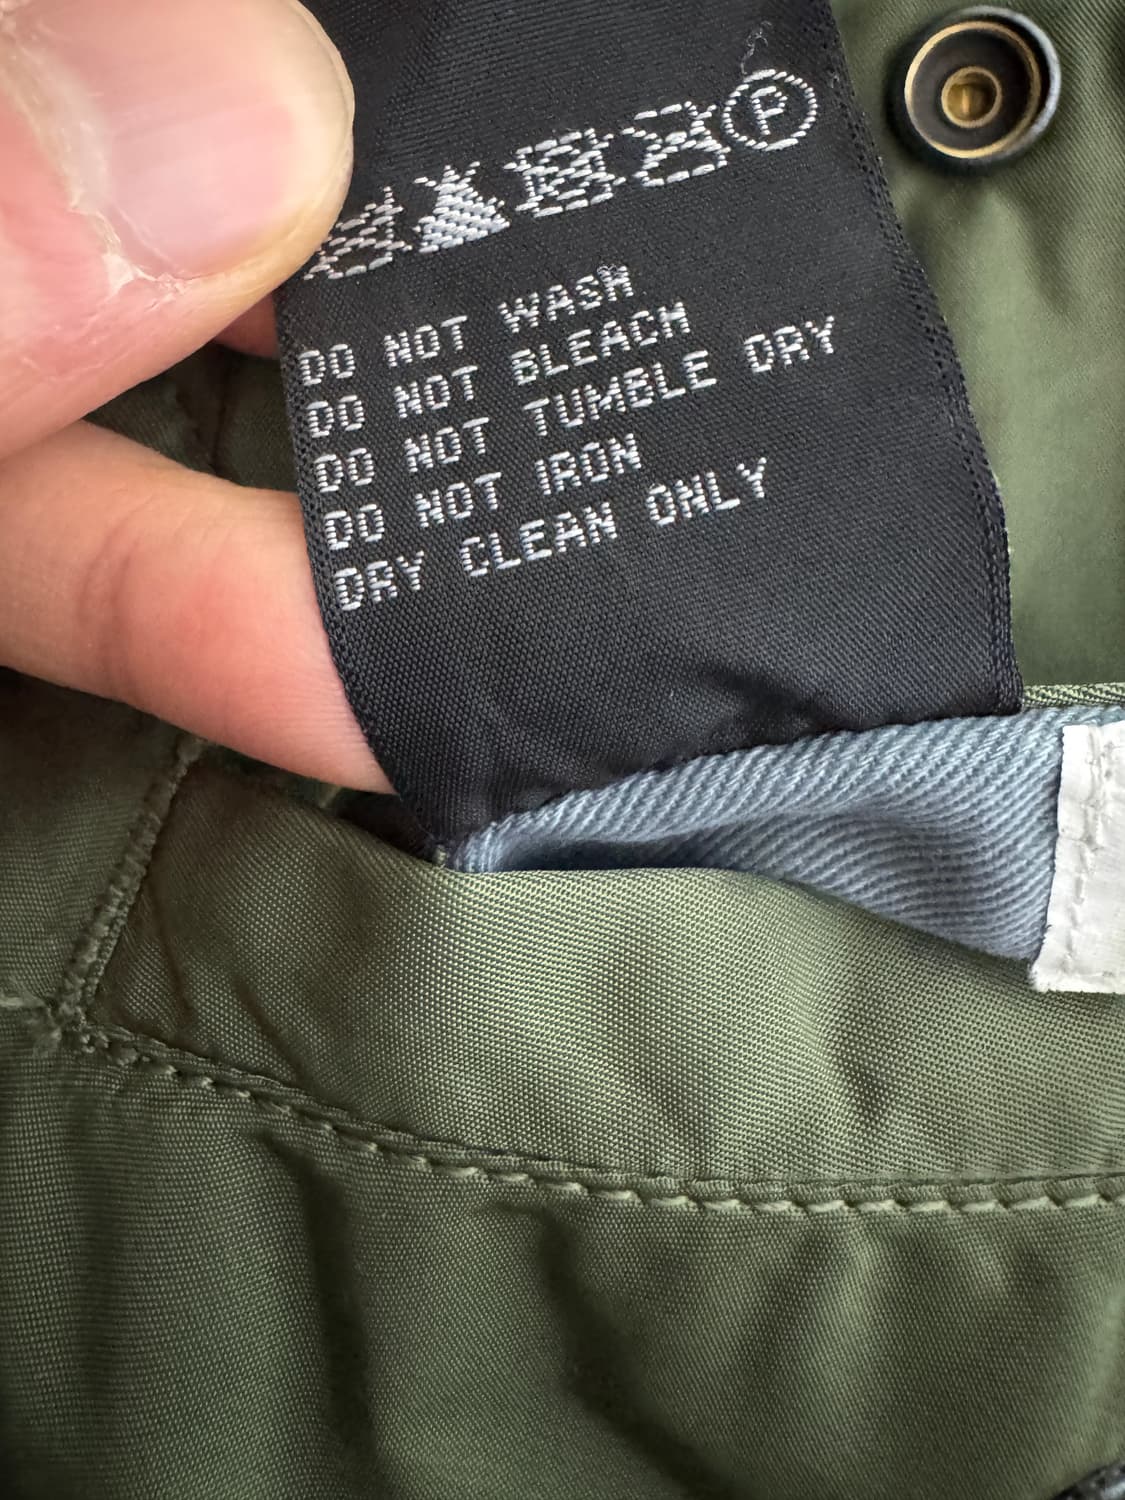 P
DO NOT WASH
DO NOT BLEACH
DO NOT TUMBLE DRY
DO NOT IRON
DRY CLEAN ONLY